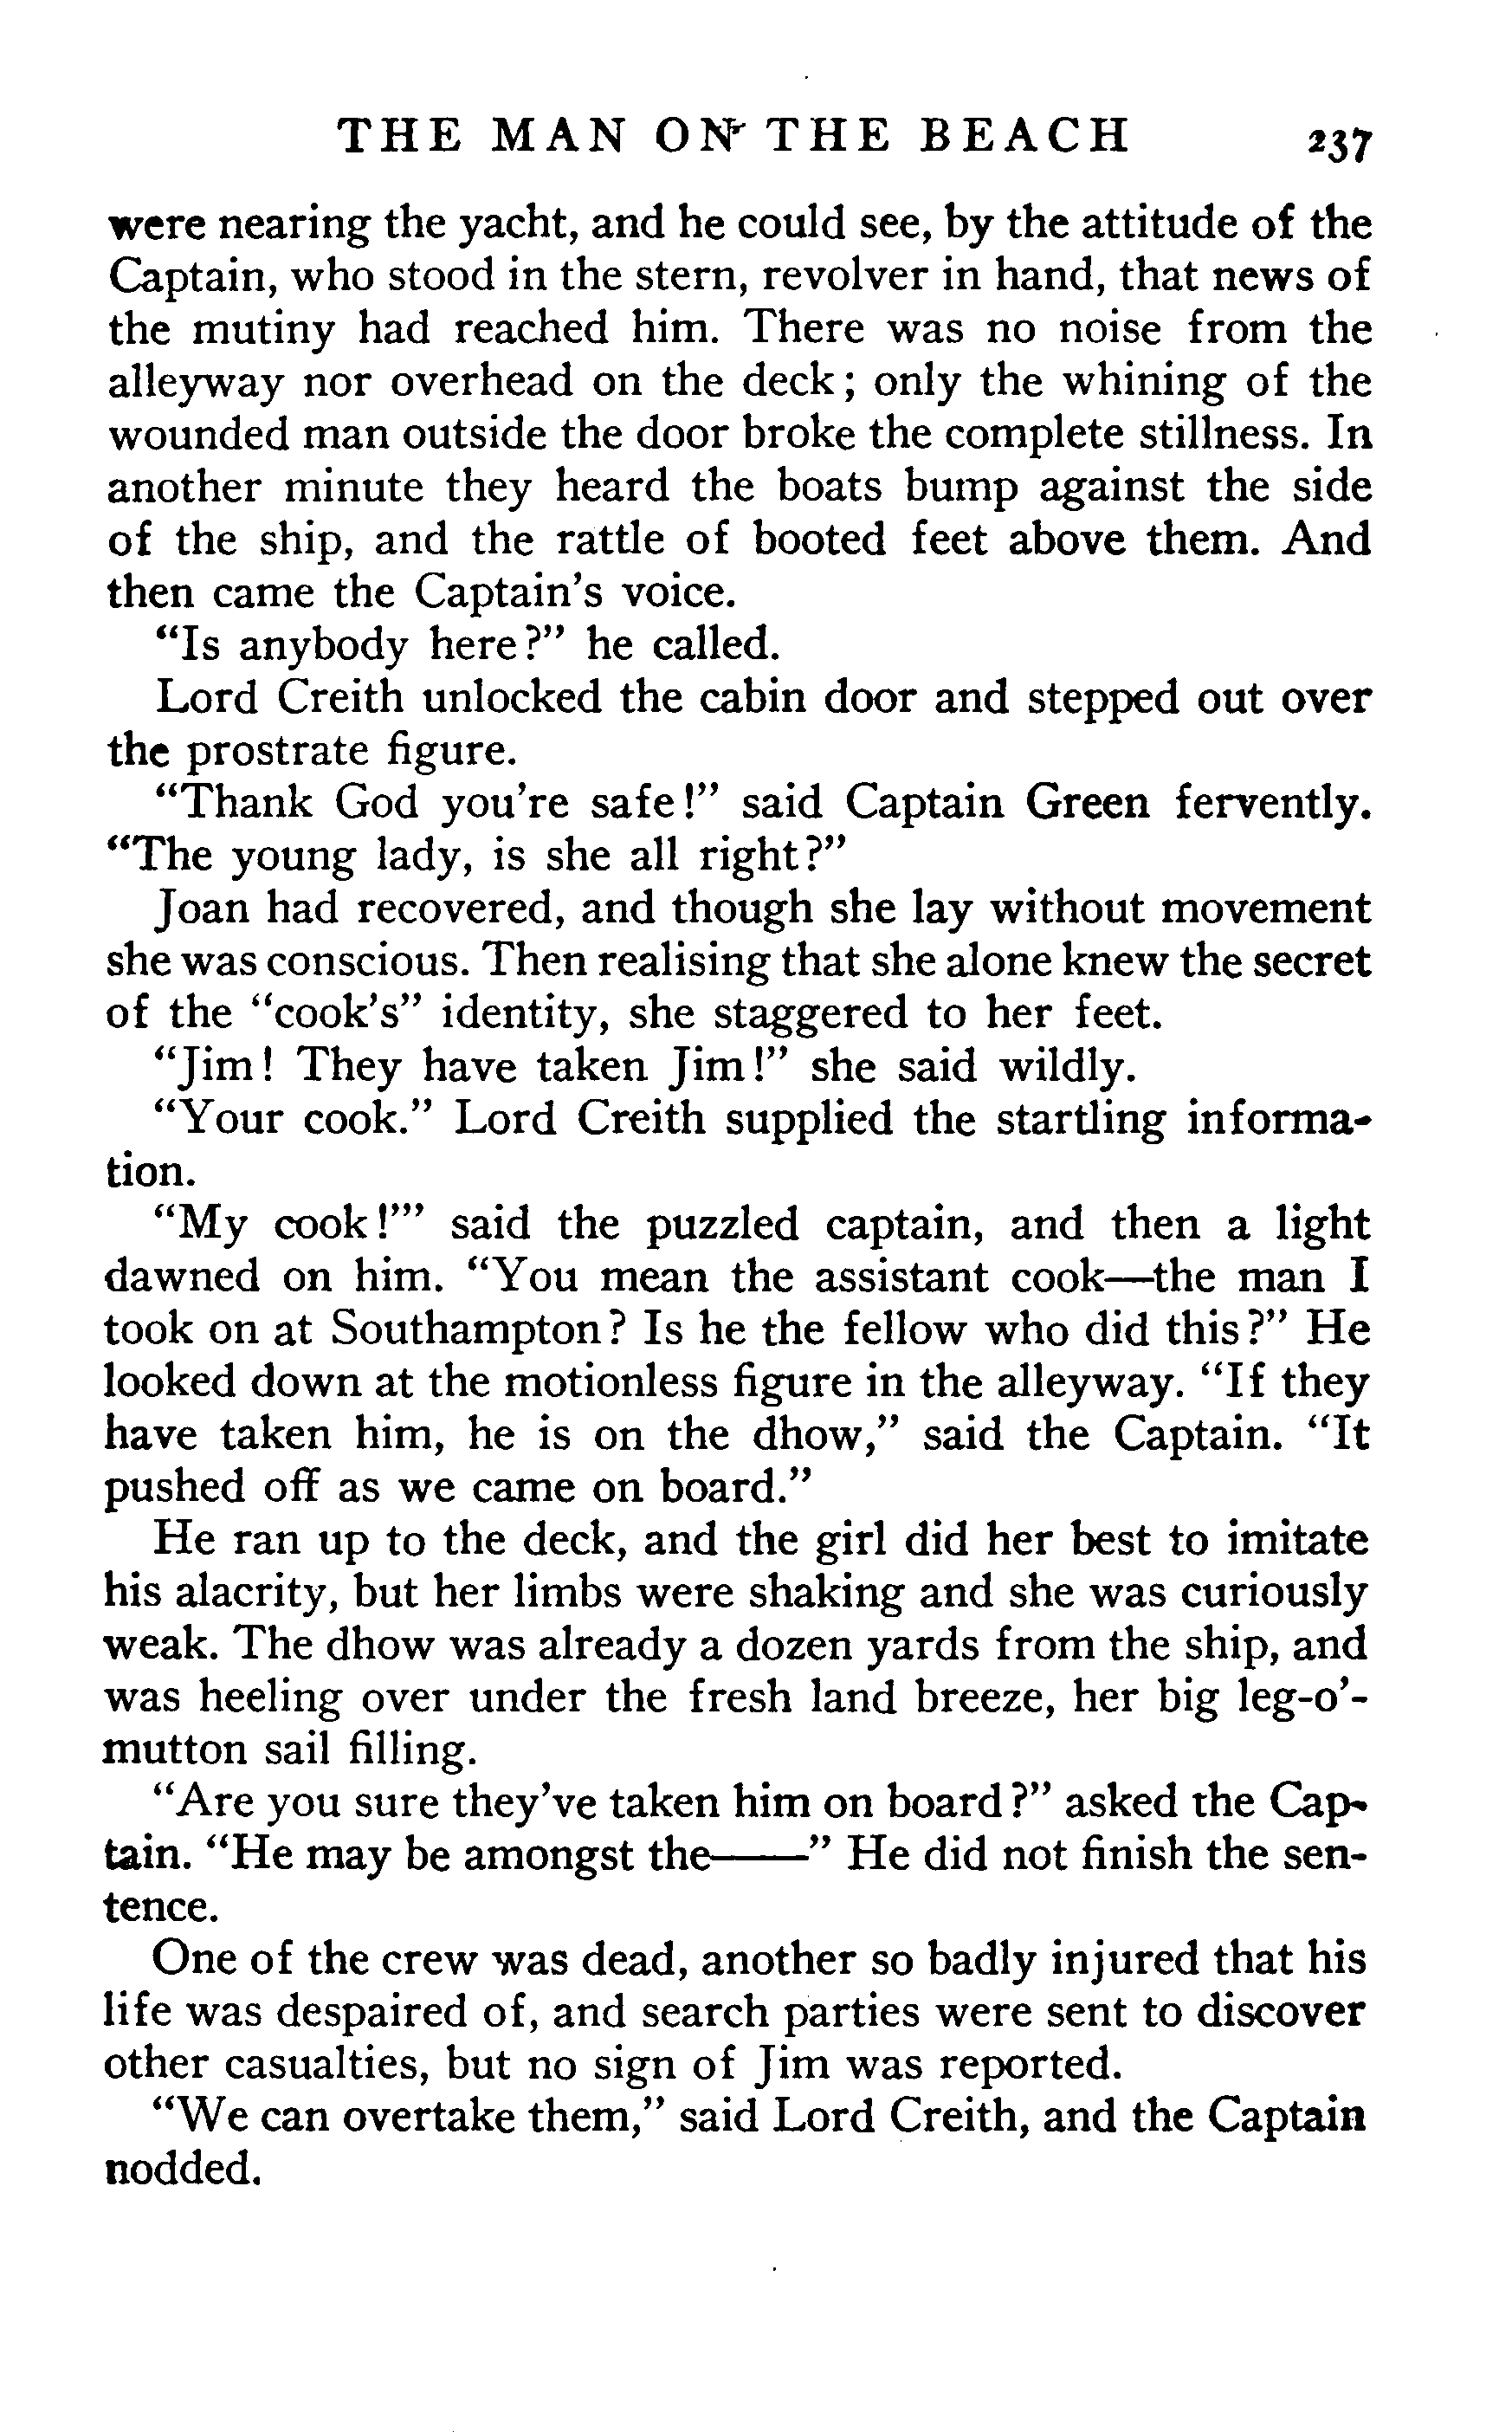 THE MAN ON THE BEACH 237
were nearing the yacht, and he could see, by the attitude of the
Captain, who stood in the stern, revolver in hand, that news of
the mutiny had reached him. There was no noise from the
alleyway nor overhead on the deck; only the whining of the
wounded man outside the door broke the complete stillness. In
another minute they heard the boats bump against the side
of the ship, and the rattle of booted feet above them. And
then came the Captain's voice.
“Is anybody here?” he called.
Lord Creith unlocked the cabin door and stepped out over
the prostrate figure.
“Thank God you're safe!” said Captain Green fervently.
“The young lady, is she all right?”
Joan had recovered, and though she lay without movement
she was conscious. Then realising that she alone knew the secret
of the “cook's” identity, she staggered to her feet.
“Jim! They have taken Jim!” she said wildly.
“Your cook.” Lord Creith supplied the startling informa-
tion.
“My cook!”’ said the puzzled captain, and then a light
dawned on him. “You mean the assistant cook—the man I
took on at Southampton? Is he the fellow who did this?” He
looked down at the motionless figure in the alleyway. “If they
have taken him, he is on the dhow,” said the Captain. “It
pushed off as we came on board.”
He ran up to the deck, and the girl did her best to imitate
his alacrity, but her limbs were shaking and she was curiously
weak. The dhow was already a dozen yards from the ship, and
was heeling over under the fresh land breeze, her big leg-o'-
mutton sail filling.
“Are you sure they've taken him on board?” asked the Cap-
tain. “He may be amongst the——” He did not finish the sen-
tence.
One of the crew was dead, another so badly injured that his
life was despaired of, and search parties were sent to discover
other casualties, but no sign of Jim was reported.
“We can overtake them,” said Lord Creith, and the Captain
nodded.